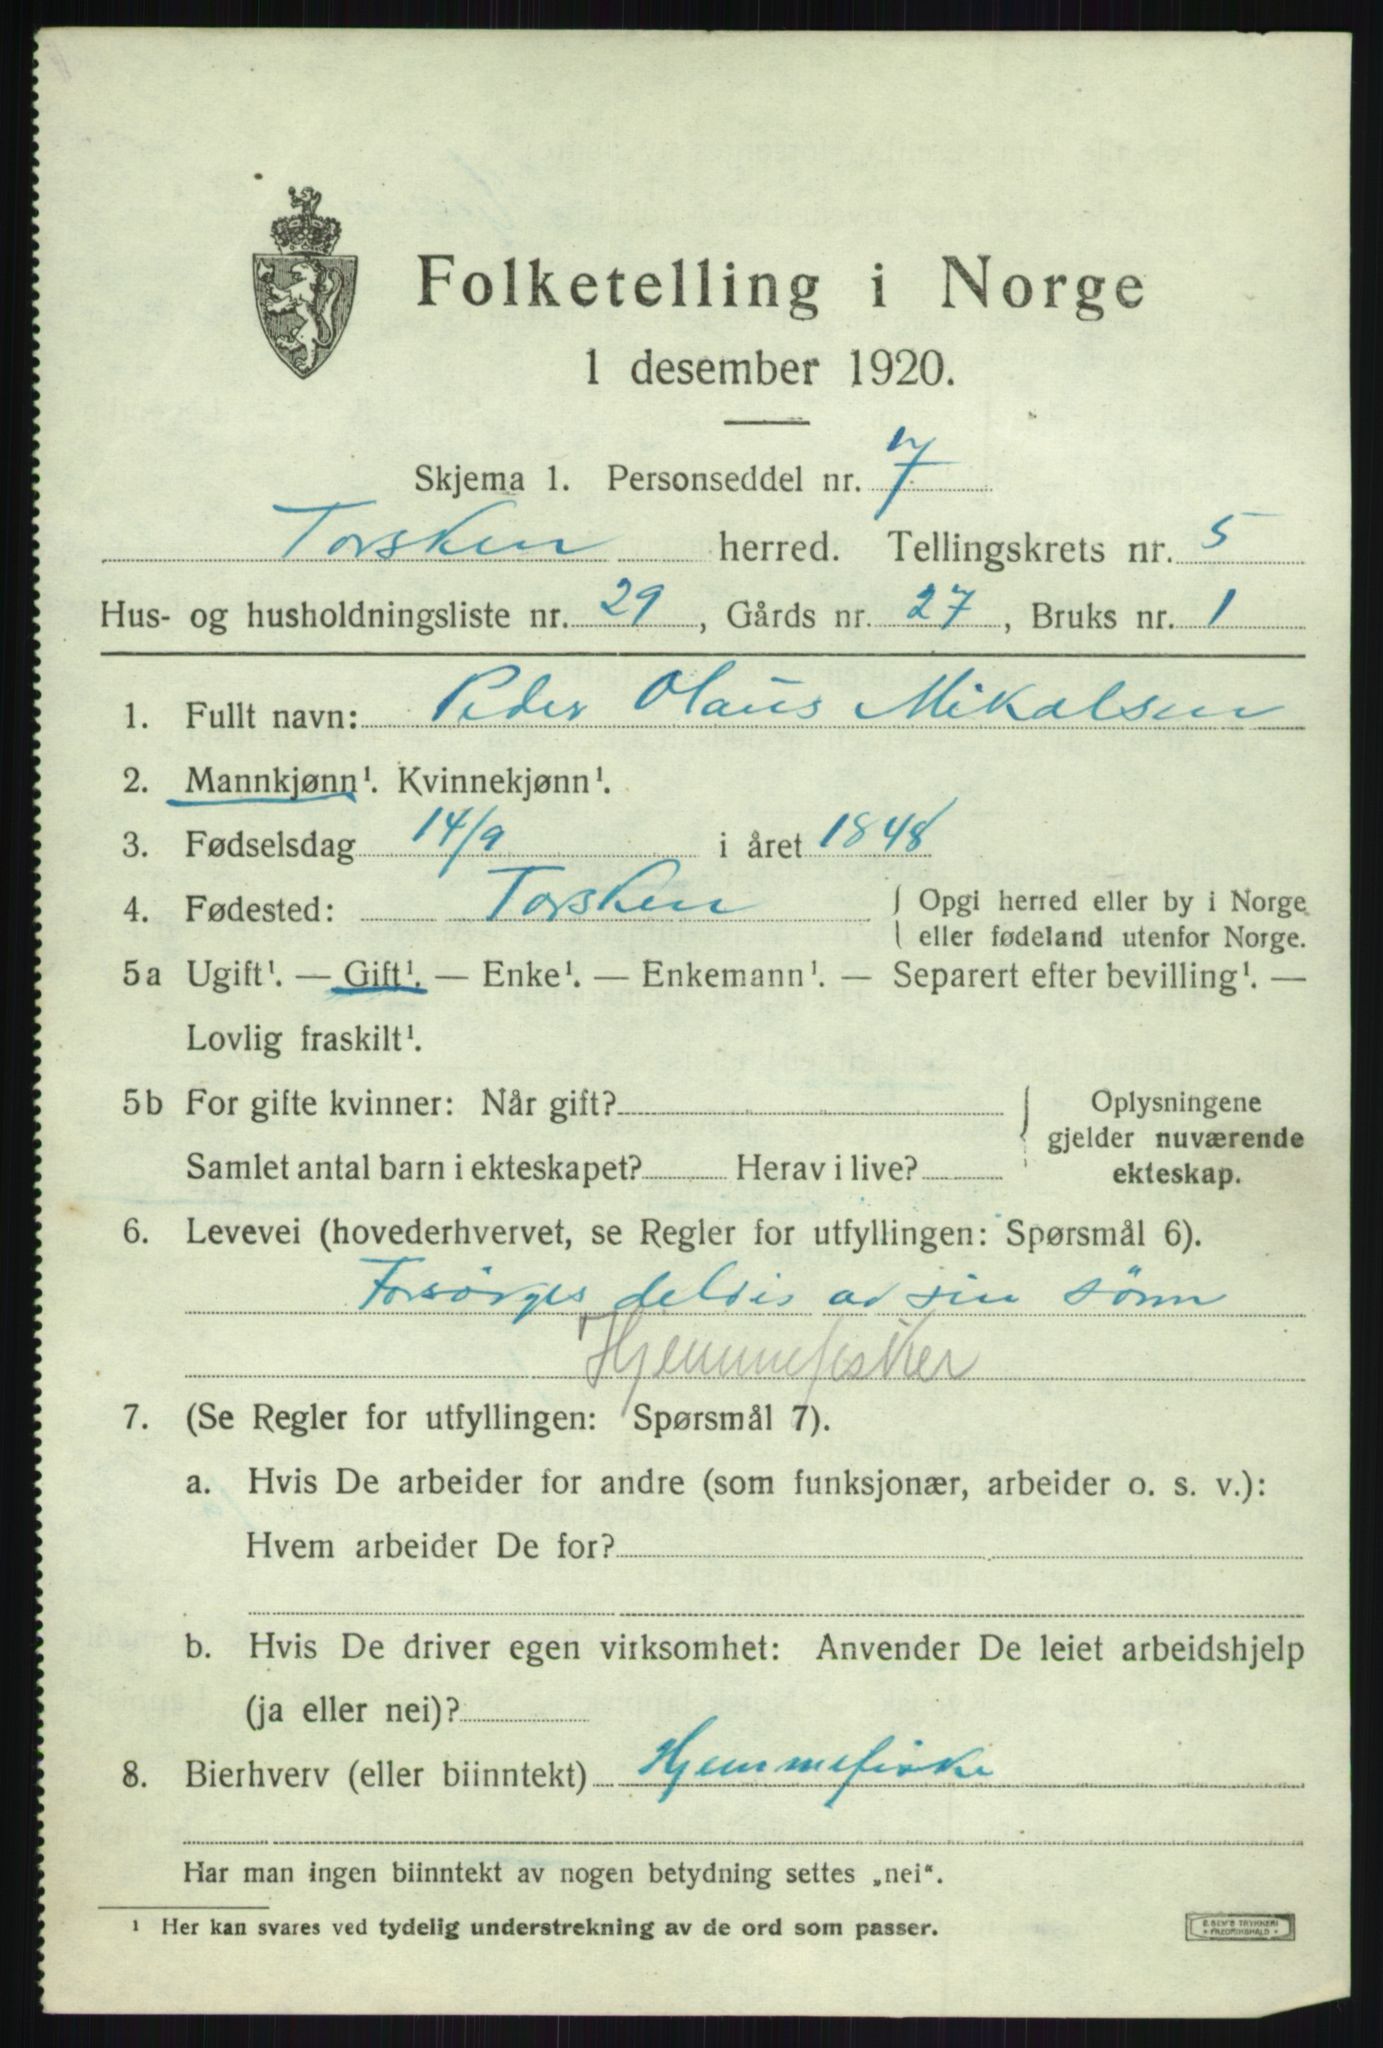 Folketelling i Norge
1 desember 1920.
Skjema 1. Personseddel nr. 7
Torsken herred. Tellingskrets nr. 5
Hus- og husholdningsliste nr. 29, Gårds nr. 27, Bruks nr. 1
1. Fullt navn: Peder Olaus Mikalsen
2. Mannkjønn¹. Kvinnekjønn¹.
3. Fødselsdag 14/9 i året 1848
4. Fødested: Torsken { Opgi herred eller by i Norge
eller fødeland utenfor Norge.
5a Ugift¹. — Gift¹. — Enke¹. — Enkemann¹. — Separert efter bevilling¹. —
Lovlig fraskilt¹.
5b For gifte kvinner: Når gift? } Oplysningene
gjelder nuværende
Samlet antal barn i ekteskapet? Herav i live? ekteskap.
6. Levevei (hovederhvervet, se Regler for utfyllingen: Spørsmål 6).
Forsörges delvis av sin sönn
Hjemmefisker
7. (Se Regler for utfyllingen: Spørsmål 7).
a. Hvis De arbeider for andre (som funksjonær, arbeider o. s. v.):
Hvem arbeider De for?
b. Hvis De driver egen virksomhet: Anvender De leiet arbeidshjelp
(ja eller nei)?
8. Bierhverv (eller biinntekt) Hjemmefiske
Har man ingen biinntekt av nogen betydning settes „nei".
¹ Her kan svares ved tydelig understrekning av de ord som passer.
E SEM'S TRYKKERI
FREDRIKSHALD